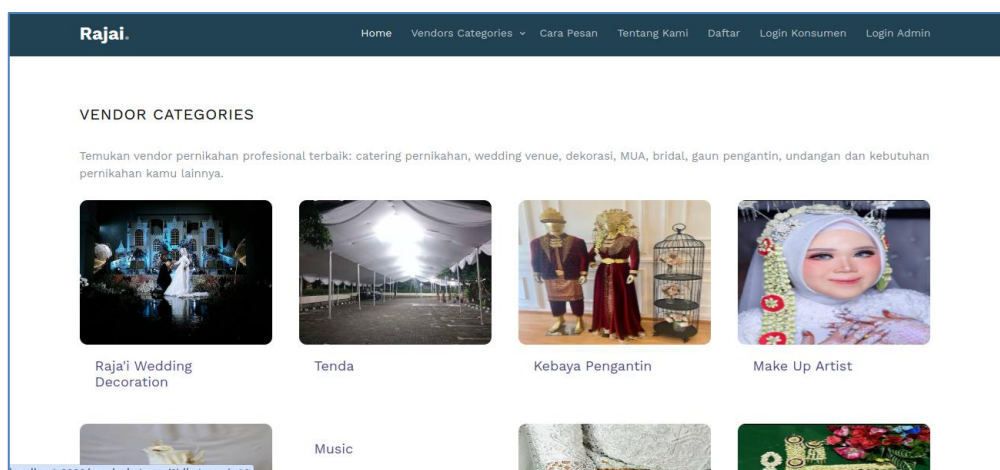 Rajai.
Home Vendors Categories Cara Pesan Tentang Kami Daftar Login Konsumen Login Admin
VENDOR CATEGORIES
Temukan vendor pernikahan profesional terbaik: catering pernikahan, wedding venue, dekorasi, MUA, bridal, gaun pengantin, undangan dan kebutuhan
pernikahan kamu lainnya.
Raja'i Wedding
Decoration
Tenda
Kebaya Pengantin
Make Up Artist
Music